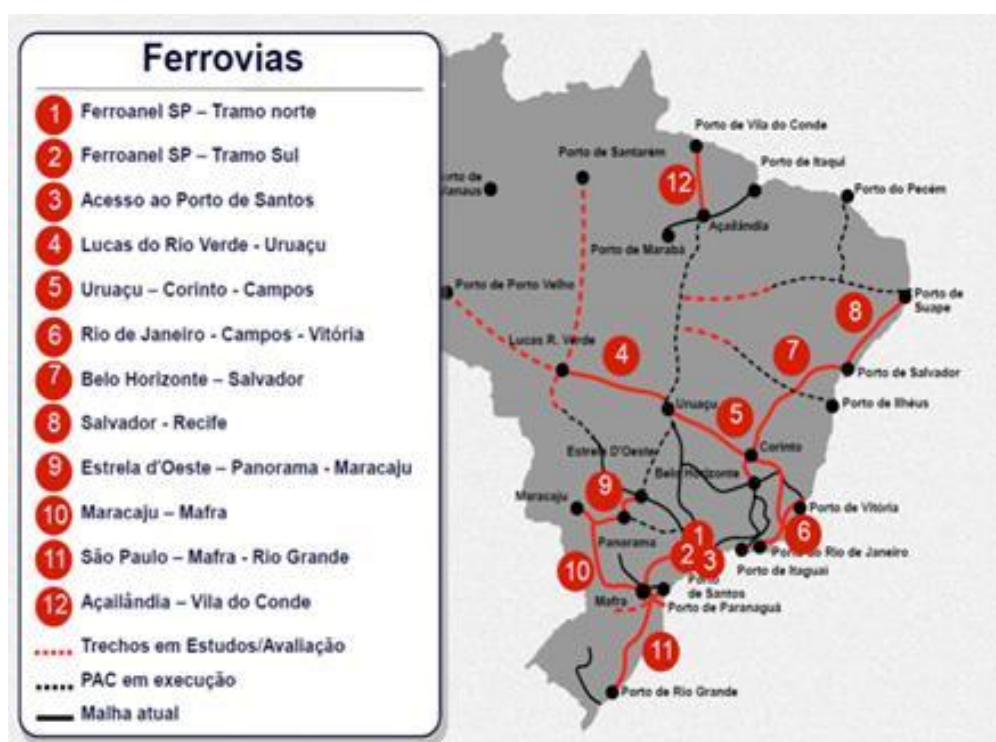 Ferrovias
1 Ferroanel SP – Tramo norte
2 Ferroanel SP – Tramo Sul
3 Acesso ao Porto de Santos
4 Lucas do Rio Verde - Uruaçu
5 Uruaçu – Corinto - Campos
6 Rio de Janeiro - Campos - Vitória
7 Belo Horizonte – Salvador
8 Salvador - Recife
9 Estrela d'Oeste – Panorama - Maracaju
10 Maracaju – Mafra
11 São Paulo – Mafra - Rio Grande
12 Açailândia – Vila do Conde
Trechos em Estudos/Avaliação
PAC em execução
Malha atual
Porto de Vila do Conde
Porto de Santarém
Porto de Itaqui
12
Porto do Pecém
orto de
Manaus
Açailândia
Porto de Marabá
Porto de Porto Velho
Porto de
Suape
8
Lucas R. Verde
4
7
Porto de Salvador
Uruaçu
5
Porto de Ilhéus
Estrela D'Oeste
Corinto
Belo Horizonte
9
Maracaju
Porto de Vitória
Panorama
1
6
2
3
Porto do Rio de Janeiro
Porto de Itaguaí
10
Porto
de Santos
Mafra
Porto de Paranaguá
11
Porto de Rio Grande